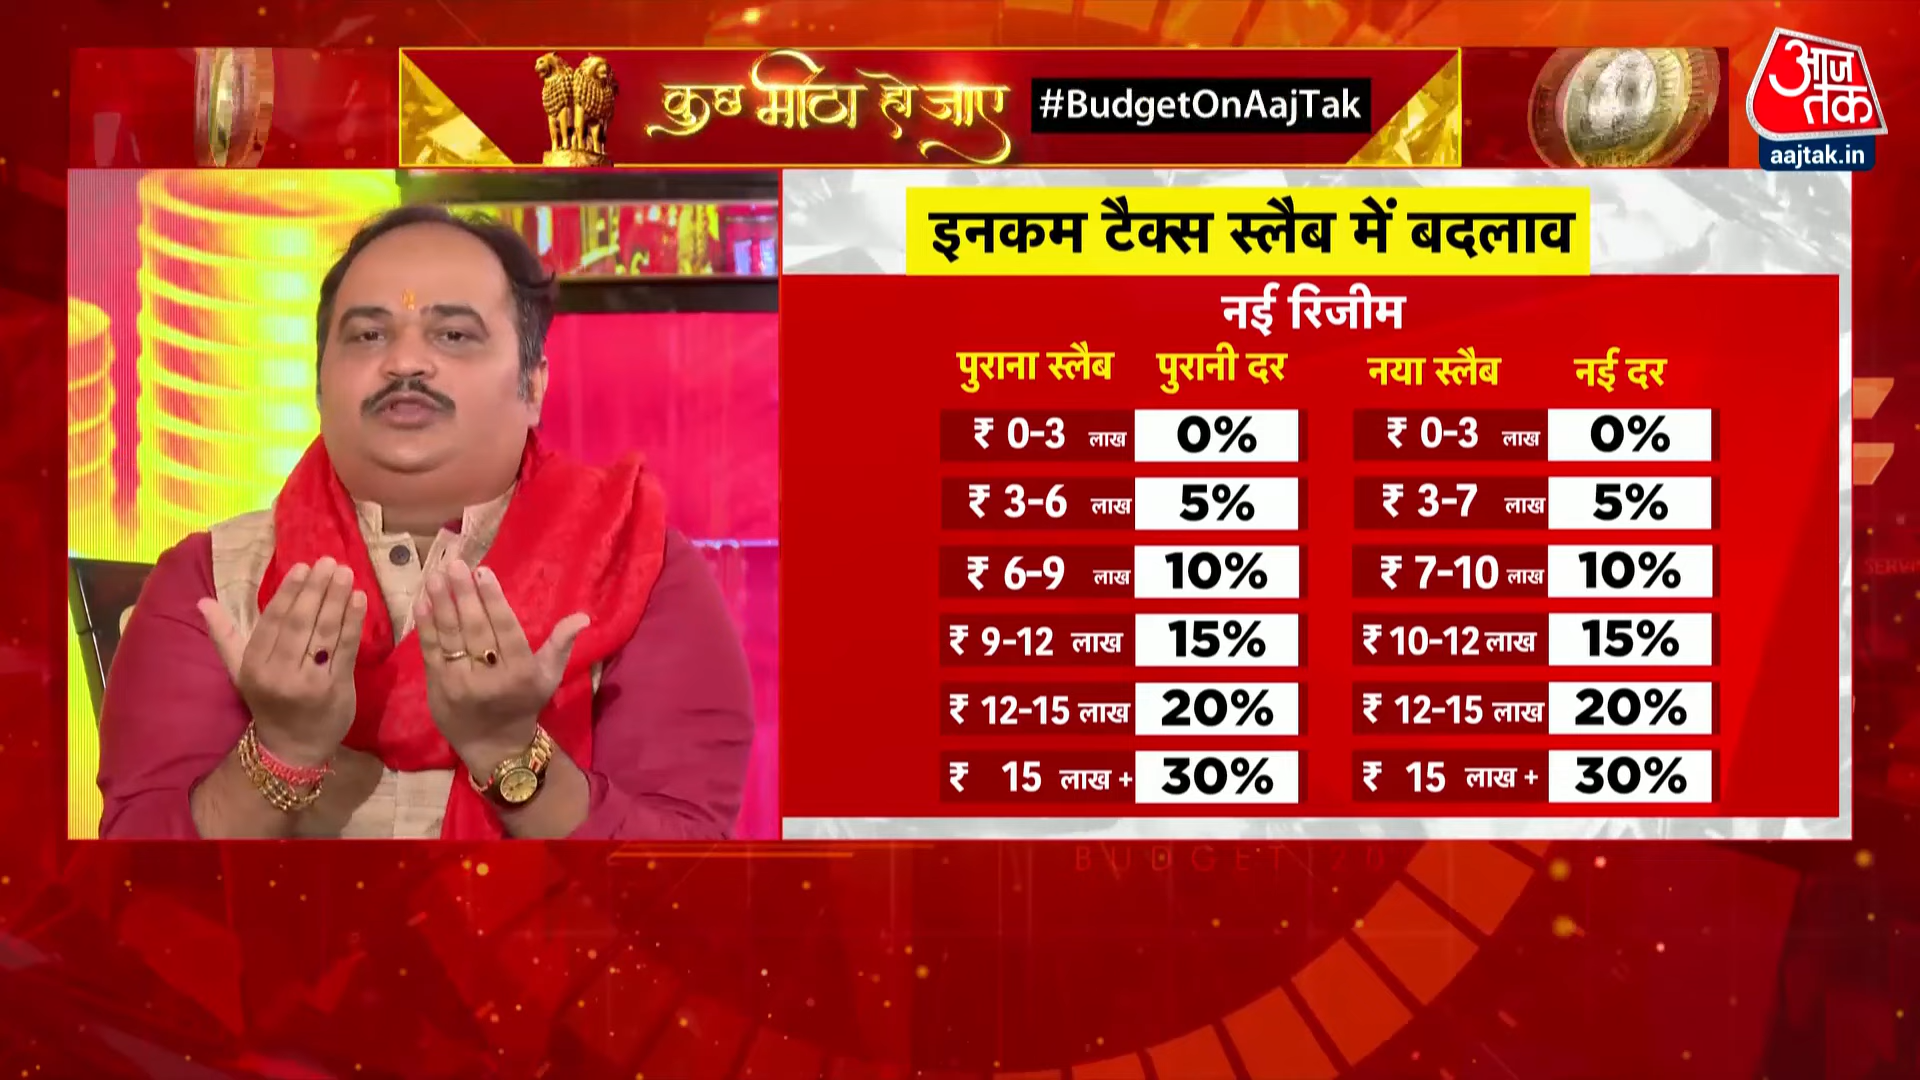 कुछ मीठा हो जाए #BudgetOnAajTak
आज
तक
aajtak.in
इनकम टैक्स स्लैब में बदलाव
नई रिजीम
पुराना स्लैब पुरानी दर नया स्लैब नई दर
₹ 0-3 लाख 0% ₹ 0-3 लाख 0%
₹ 3-6 लाख 5% ₹ 3-7 लाख 5%
₹ 6-9 लाख 10% ₹ 7-10 लाख 10%
₹ 9-12 लाख 15% ₹ 10-12 लाख 15%
₹ 12-15 लाख 20% ₹ 12-15 लाख 20%
₹ 15 लाख + 30% ₹ 15 लाख + 30%
BUDGET 20